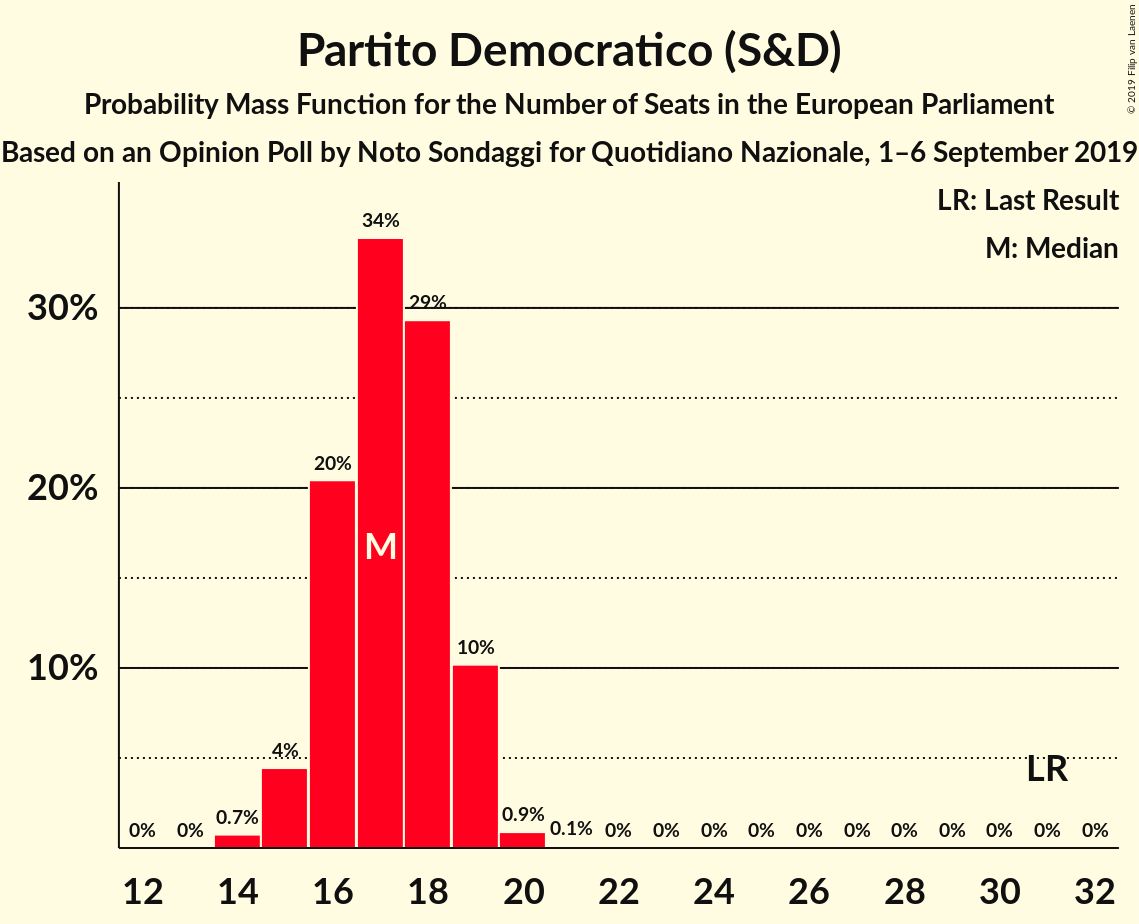 Partito Democratico (S&D)
Probability Mass Function for the Number of Seats in the European Parliament
Based on an Opinion Poll by Noto Sondaggi for Quotidiano Nazionale, 1–6 September 2019
© 2019 Filip van Laenen
LR: Last Result
M: Median
34%
30%
29%
20%
20%
M
10%
10%
4%
LR
0% 0% 0.7% 0.9% 0.1% 0% 0% 0% 0% 0% 0% 0% 0% 0% 0% 0%
12 14 16 18 20 22 24 26 28 30 32